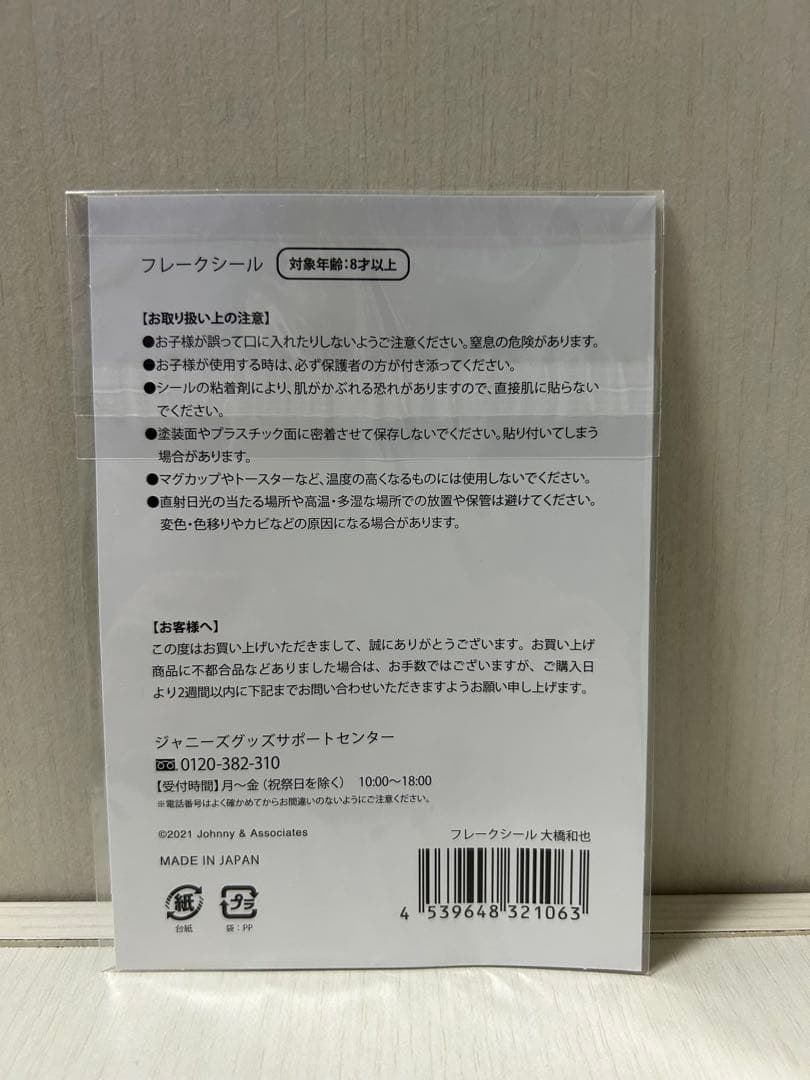 フレークシール 対象年齢:8才以上
【お取り扱い上の注意】
●お子様が誤って口に入れたりしないようご注意ください。窒息の危険があります。
●お子様が使用する時は、必ず保護者の方が付き添ってください。
●シールの粘着剤により、肌がかぶれる恐れがありますので、直接肌に貼らない
でください。
●塗装面やプラスチック面に密着させて保存しないでください。貼り付いてしまう
場合があります。
●マグカップやトースターなど、温度の高くなるものには使用しないでください。
●直射日光の当たる場所や高温・多湿な場所での放置や保管は避けてください。
変色・色移りやカビなどの原因になる場合があります。
【お客様へ】
この度はお買い上げいただきまして、誠にありがとうございます。お買い上げ
商品に不都合品などありました場合は、お手数ではございますが、ご購入日
より2週間以内に下記までお問い合わせいただきますようお願い申し上げます。
ジャニーズグッズサポートセンター
0120-382-310
【受付時間】月〜金(祝祭日を除く) 10:00〜18:00
※電話番号はよく確かめてからお間違いのないようにご注意ください。
©2021 Johnny & Associates
フレークシール 大橋和也
MADE IN JAPAN
紙
台紙
プラ
袋:PP
4 539648 321063